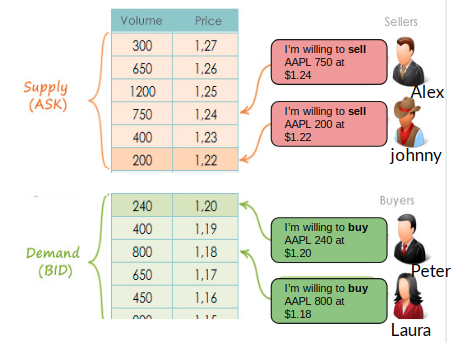 Volume Price
Sellers
300 1,27
650 1,26
1200 1,25
750 1,24
400 1,23
200 1,22
Supply
(ASK)
I'm willing to sell
AAPL 750 at
$1.24
Alex
I'm willing to sell
AAPL 200 at
$1.22
johnny
Buyers
240 1,20
400 1,19
800 1,18
650 1,17
450 1,16
Demand
(BID)
I'm willing to buy
AAPL 240 at
$1.20
Peter
I'm willing to buy
AAPL 800 at
$1.18
Laura